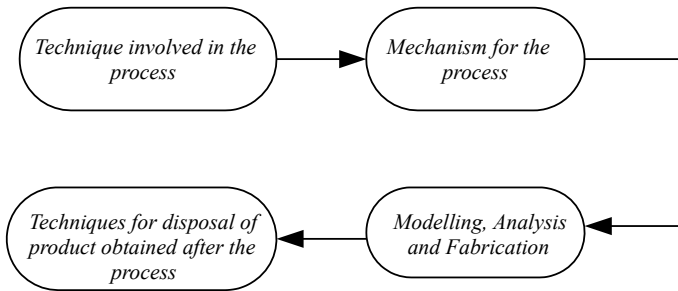 Technique involved in the
process
Mechanism for the
process
Modelling, Analysis
and Fabrication
Techniques for disposal of
product obtained after the
process